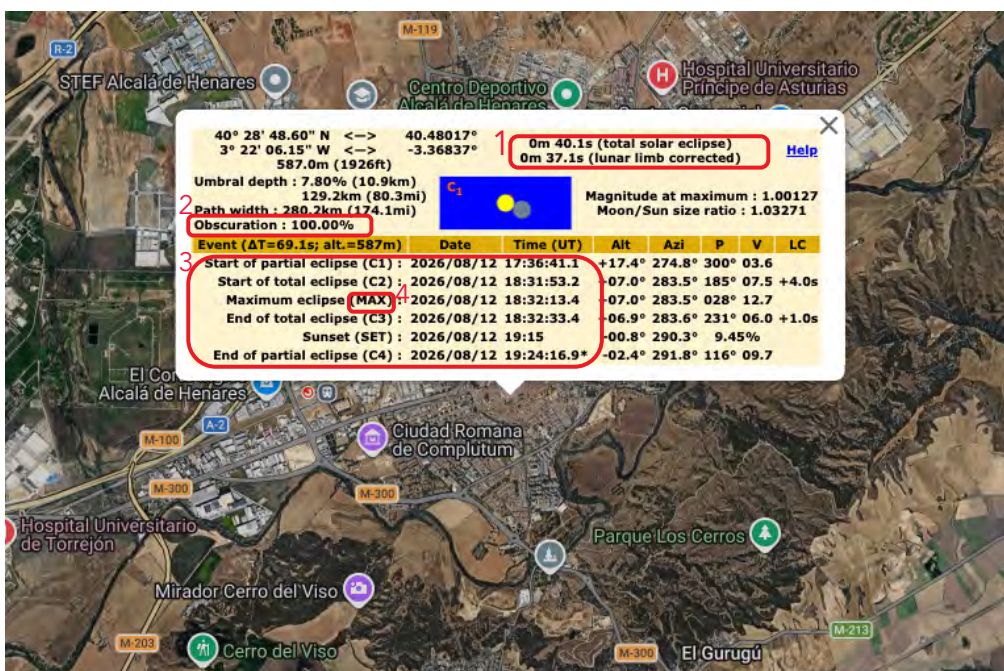 M-119
R-2
STEF Alcalá de Henares
Centro Deportivo
Alcalá de Henares
Hospital Universitario
Príncipe de Asturias
1
40° 28' 48.60" N <—> 40.48017°
3° 22' 06.15" W <—> -3.36837°
587.0m (1926ft)
0m 40.1s (total solar eclipse)
0m 37.1s (lunar limb corrected)
Help
Umbral depth : 7.80% (10.9km)
129.2km (80.3mi)
Path width : 280.2km (174.1mi)
2
Obscuration : 100.00%
C1
Magnitude at maximum : 1.00127
Moon/Sun size ratio : 1.03271
Event (ΔT=69.1s; alt.=587m) Date Time (UT) Alt Azi P V LC
3
Start of partial eclipse (C1) : 2026/08/12 17:36:41.1 +17.4° 274.8° 300° 03.6
Start of total eclipse (C2) : 2026/08/12 18:31:53.2 +07.0° 283.5° 185° 07.5 +4.0s
4
Maximum eclipse (MAX) : 2026/08/12 18:32:13.4 +07.0° 283.5° 028° 12.7
End of total eclipse (C3) : 2026/08/12 18:32:33.4 +06.9° 283.6° 231° 06.0 +1.0s
Sunset (SET) : 2026/08/12 19:15 -00.8° 290.3° 9.45%
End of partial eclipse (C4) : 2026/08/12 19:24:16.9* -02.4° 291.8° 116° 09.7
El Cor
Alcalá de Henares
A-2
M-100
Ciudad Romana
de Complutum
M-300
M-300
Hospital Universitario
de Torrejón
Parque Los Cerros
Mirador Cerro del Viso
M-213
M-203
Cerro del Viso
M-300
El Gurugú